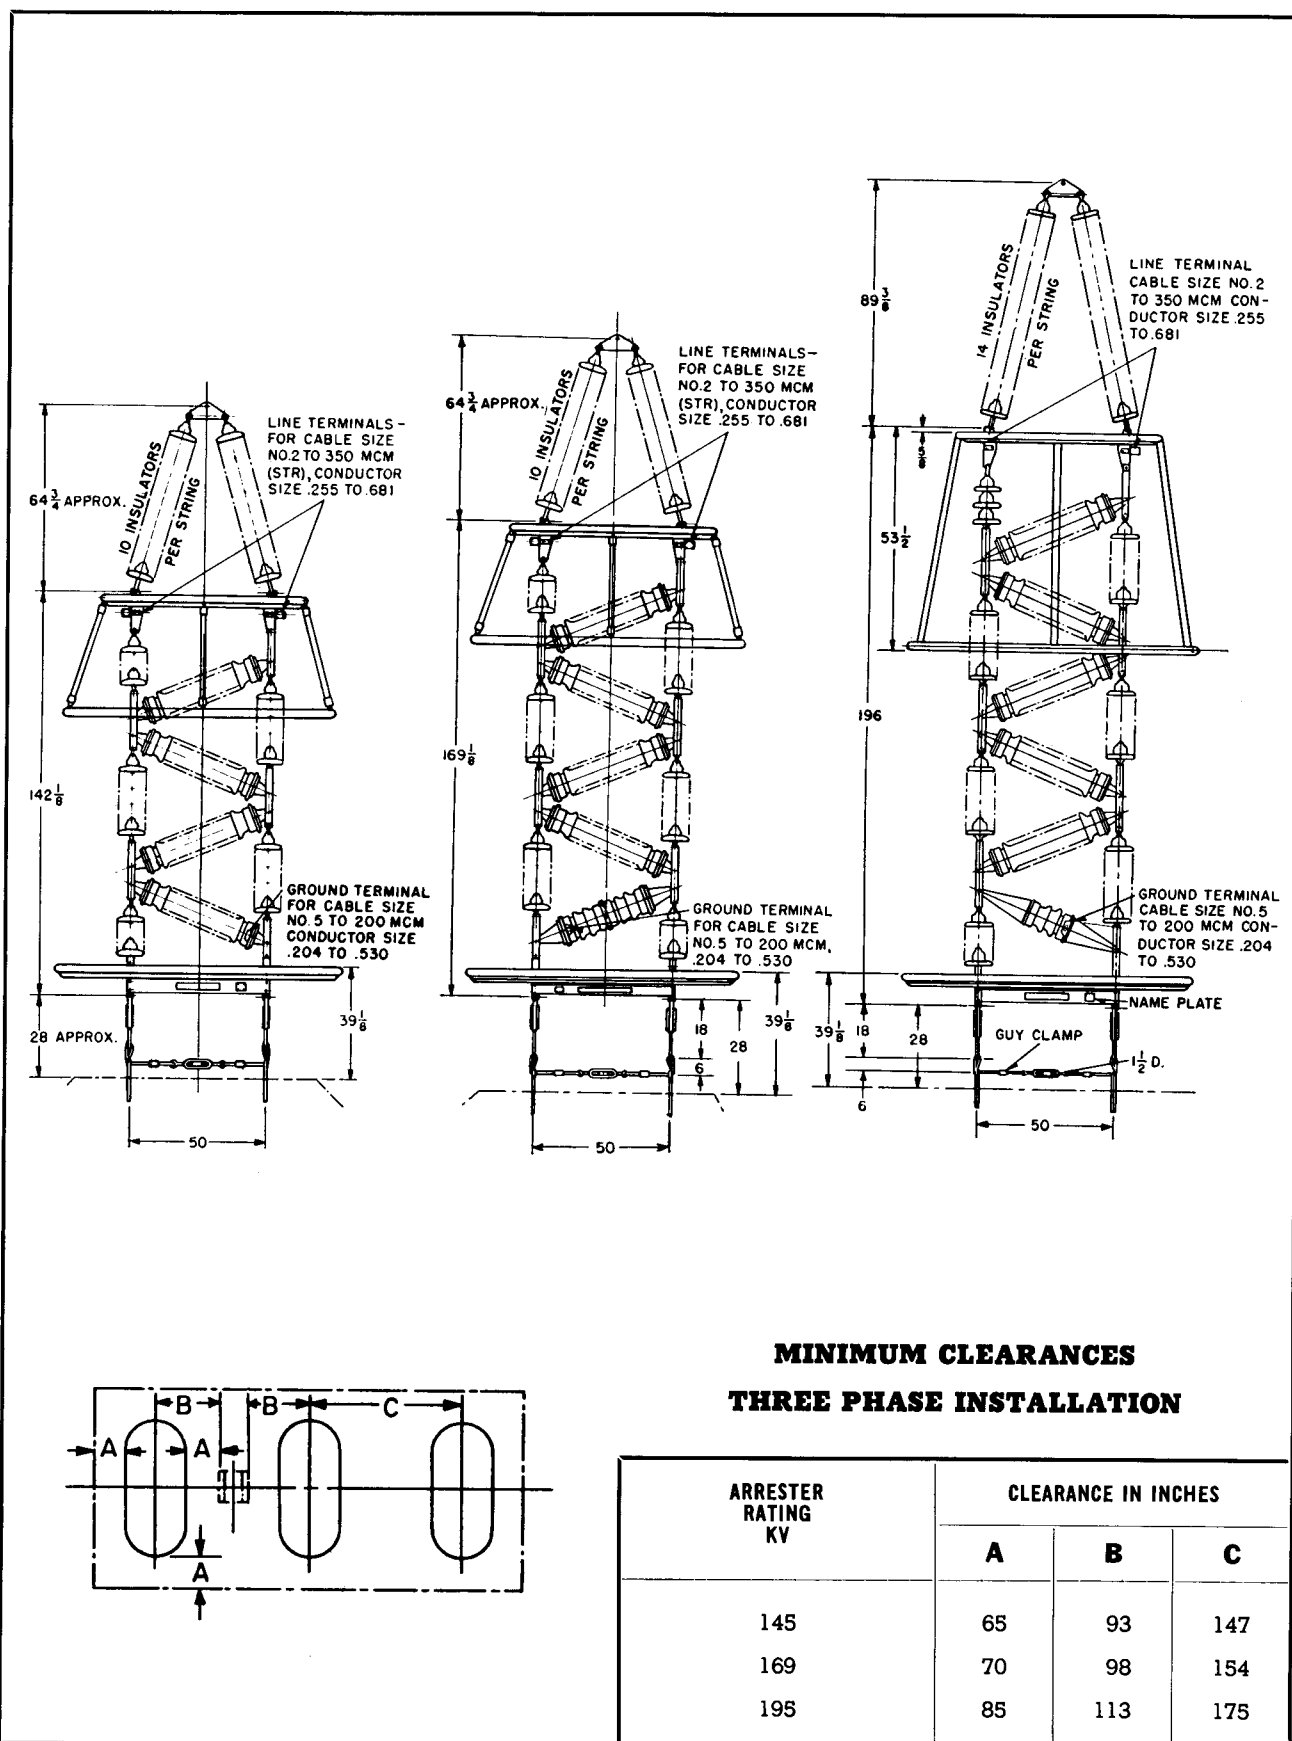 64 3/4 APPROX.
10 INSULATORS
PER STRING
LINE TERMINALS-
FOR CABLE SIZE
NO.2 TO 350 MCM
(STR), CONDUCTOR
SIZE .255 TO .681
142 1/8
GROUND TERMINAL
FOR CABLE SIZE
NO. 5 TO 200 MCM
CONDUCTOR SIZE
.204 TO .530
28 APPROX.
39 1/8
50
64 3/4 APPROX.
10 INSULATORS
PER STRING
LINE TERMINALS-
FOR CABLE SIZE
NO.2 TO 350 MCM
(STR), CONDUCTOR
SIZE .255 TO .681
169 1/8
GROUND TERMINAL
FOR CABLE SIZE
NO.5 TO 200 MCM,
.204 TO .530
18
6
28
39 1/8
50
89 3/8
14 INSULATORS
PER STRING
LINE TERMINAL
CABLE SIZE NO. 2
TO 350 MCM CON-
DUCTOR SIZE .255
TO .681
5/8
53 1/2
196
GROUND TERMINAL
CABLE SIZE NO.5
TO 200 MCM CON-
DUCTOR SIZE .204
TO .530
NAME PLATE
GUY CLAMP
1 1/2 D.
39 1/8
18
28
6
50
MINIMUM CLEARANCES
THREE PHASE INSTALLATION
B B C
A A
A
ARRESTER
RATING
KV
CLEARANCE IN INCHES
A B C
145 65 93 147
169 70 98 154
195 85 113 175